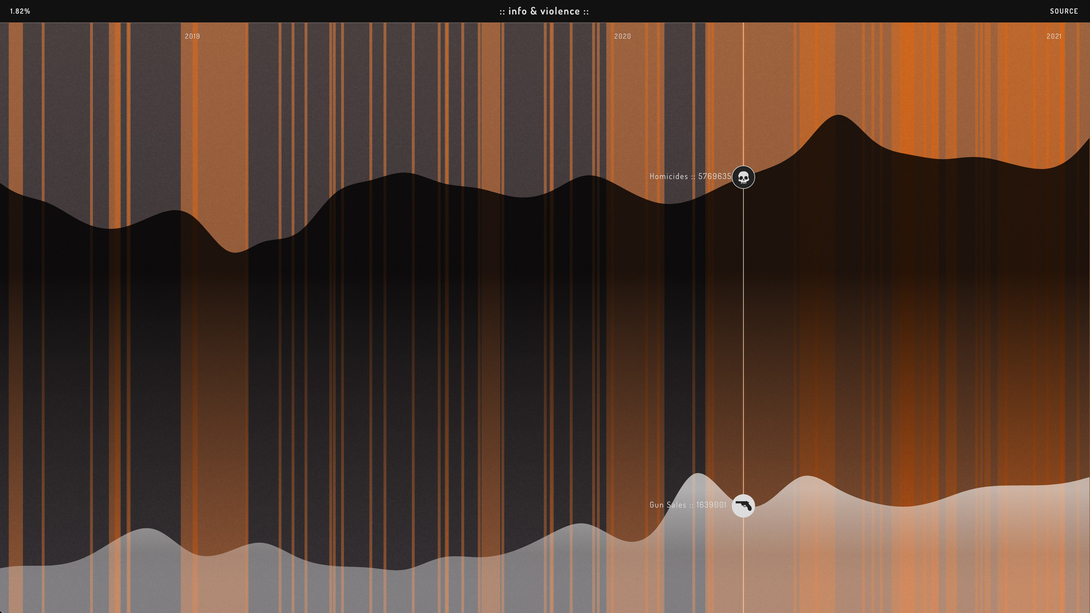 1.82%
:: info & violence ::
SOURCE
2019
2020
2021
Homicides :: 5769635
Gun Sales :: 1639001